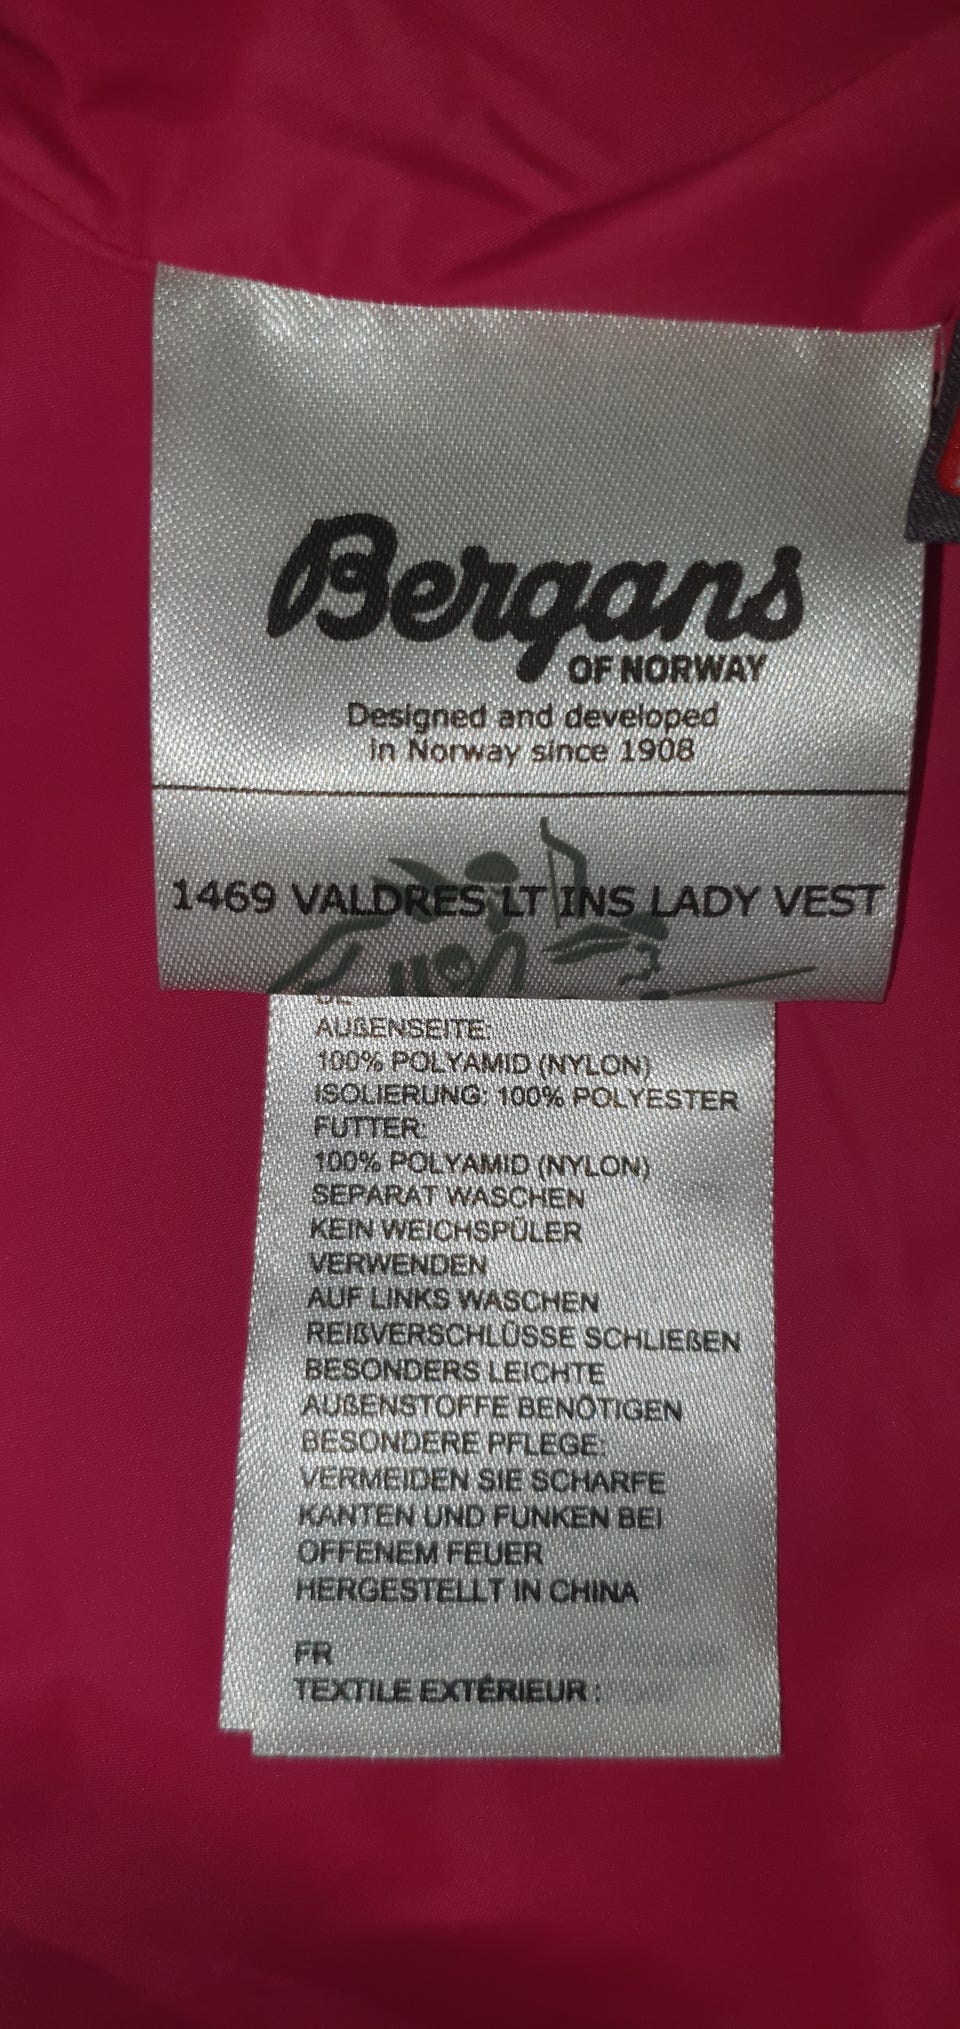 Bergans
OF NORWAY
Designed and developed
in Norway since 1908
1469 VALDRES LT INS LADY VEST
AUßENSEITE:
100% POLYAMID (NYLON)
ISOLIERUNG: 100% POLYESTER
FUTTER:
100% POLYAMID (NYLON)
SEPARAT WASCHEN
KEIN WEICHSPÜLER
VERWENDEN
AUF LINKS WASCHEN
REIßVERSCHLÜSSE SCHLIEßEN
BESONDERS LEICHTE
AUßENSTOFFE BENÖTIGEN
BESONDERE PFLEGE:
VERMEIDEN SIE SCHARFE
KANTEN UND FUNKEN BEI
OFFENEM FEUER
HERGESTELLT IN CHINA
FR
TEXTILE EXTÉRIEUR :